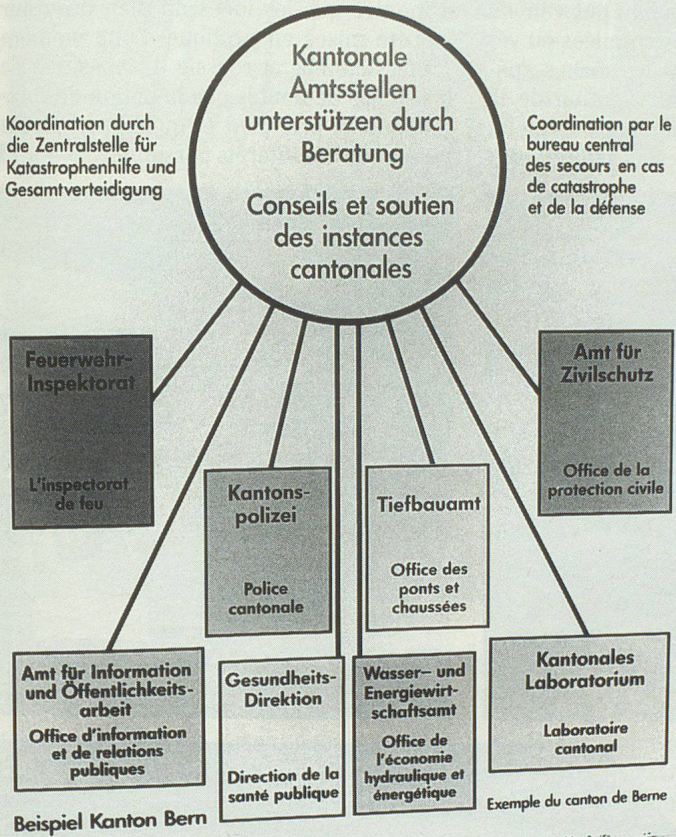 Kantonale
Amtsstellen
unterstützen durch
Beratung
Conseils et soutien
des instances
cantonales
Koordination durch
die Zentralstelle für
Katastrophenhilfe und
Gesamtverteidigung
Coordination par le
bureau central
des secours en cas
de catastrophe
et de la défense
Feuerwehr-
Inspektorat
L'inspectorat
de feu
Amt für
Zivilschutz
Office de la
protection civile
Kantons-
polizei
Police
cantonale
Tiefbauamt
Office des
ponts et
chaussées
Amt für Information
und Öffentlichkeits-
arbeit
Office d'information
et de relations
publiques
Gesundheits-
Direktion
Direction de la
santé publique
Wasser– und
Energiewirt-
schaftsamt
Office de
l'économie
hydraulique et
énergétique
Kantonales
Laboratorium
Laboratoire
cantonal
Beispiel Kanton Bern
Exemple du canton de Berne